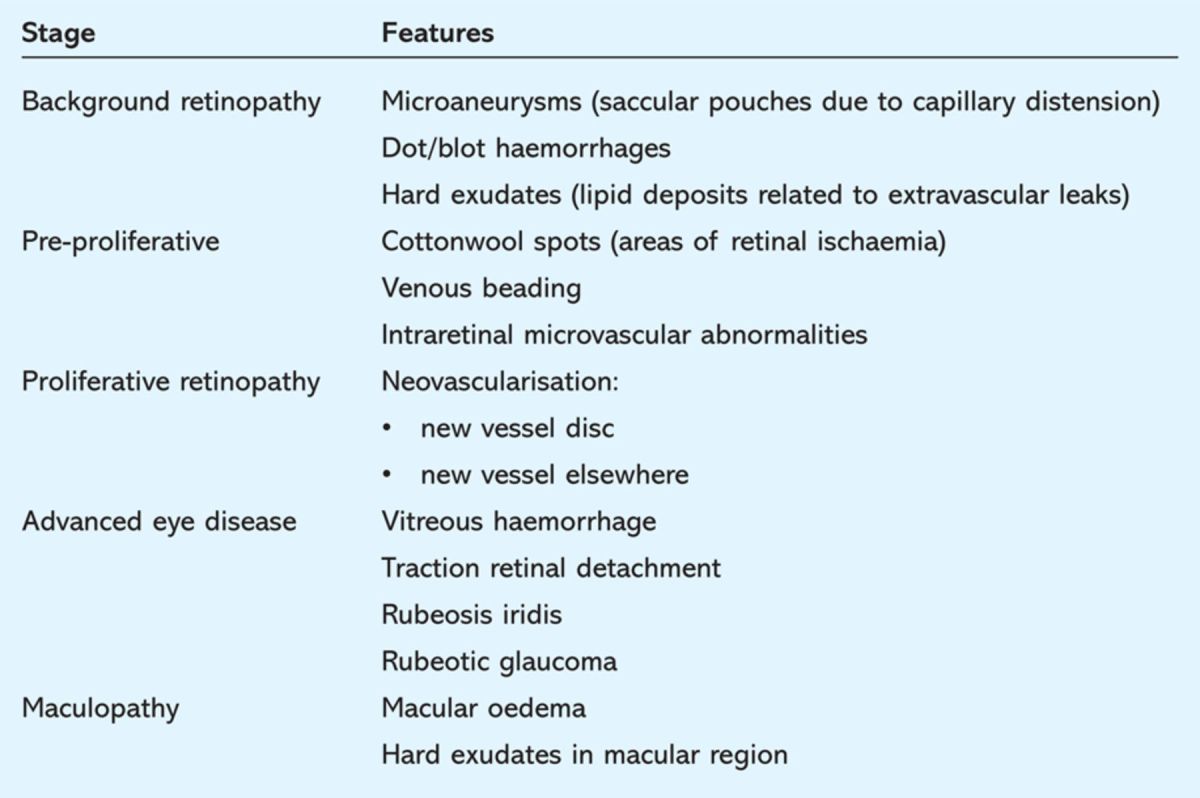 Stage Features
Background retinopathy Microaneurysms (saccular pouches due to capillary distension)
Dot/blot haemorrhages
Hard exudates (lipid deposits related to extravascular leaks)
Pre-proliferative Cottonwool spots (areas of retinal ischaemia)
Venous beading
Intraretinal microvascular abnormalities
Proliferative retinopathy Neovascularisation:
• new vessel disc
• new vessel elsewhere
Advanced eye disease Vitreous haemorrhage
Traction retinal detachment
Rubeosis iridis
Rubeotic glaucoma
Maculopathy Macular oedema
Hard exudates in macular region